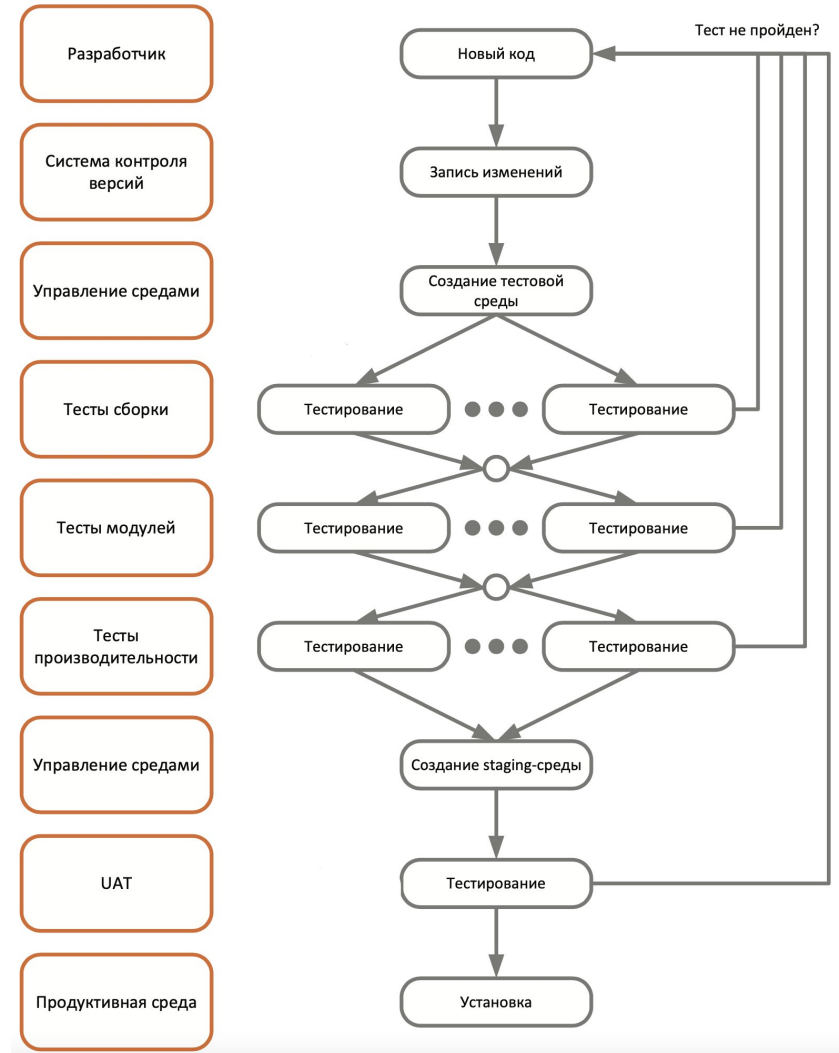 Тест не пройден?
Разработчик
Новый код
Система контроля
версий
Запись изменений
Управление средами
Создание тестовой
среды
Тесты сборки
Тестирование
Тестирование
Тесты модулей
Тестирование
Тестирование
Тесты
производительности
Тестирование
Тестирование
Управление средами
Создание staging-среды
UAT
Тестирование
Продуктивная среда
Установка